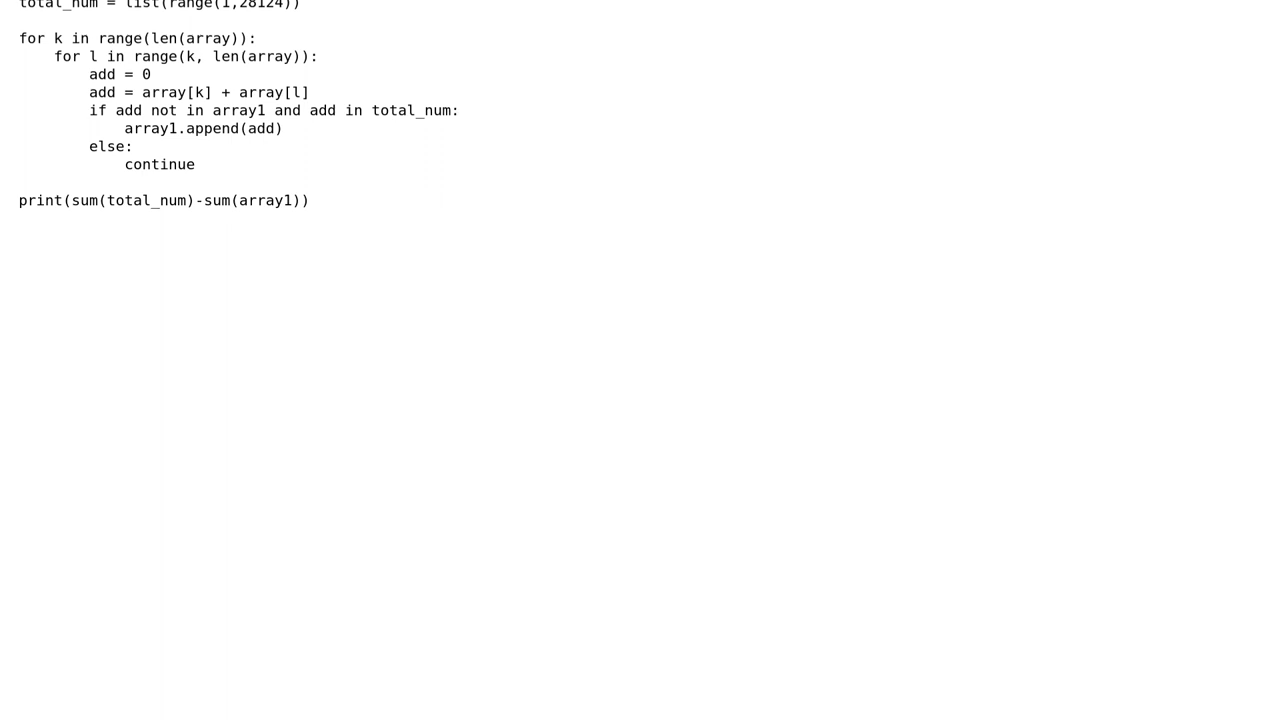 total_num = list(range(1,28124))

for k in range(len(array)):
    for l in range(k, len(array)):
        add = 0
        add = array[k] + array[l]
        if add not in array1 and add in total_num:
            array1.append(add)
        else:
            continue

print(sum(total_num)-sum(array1))